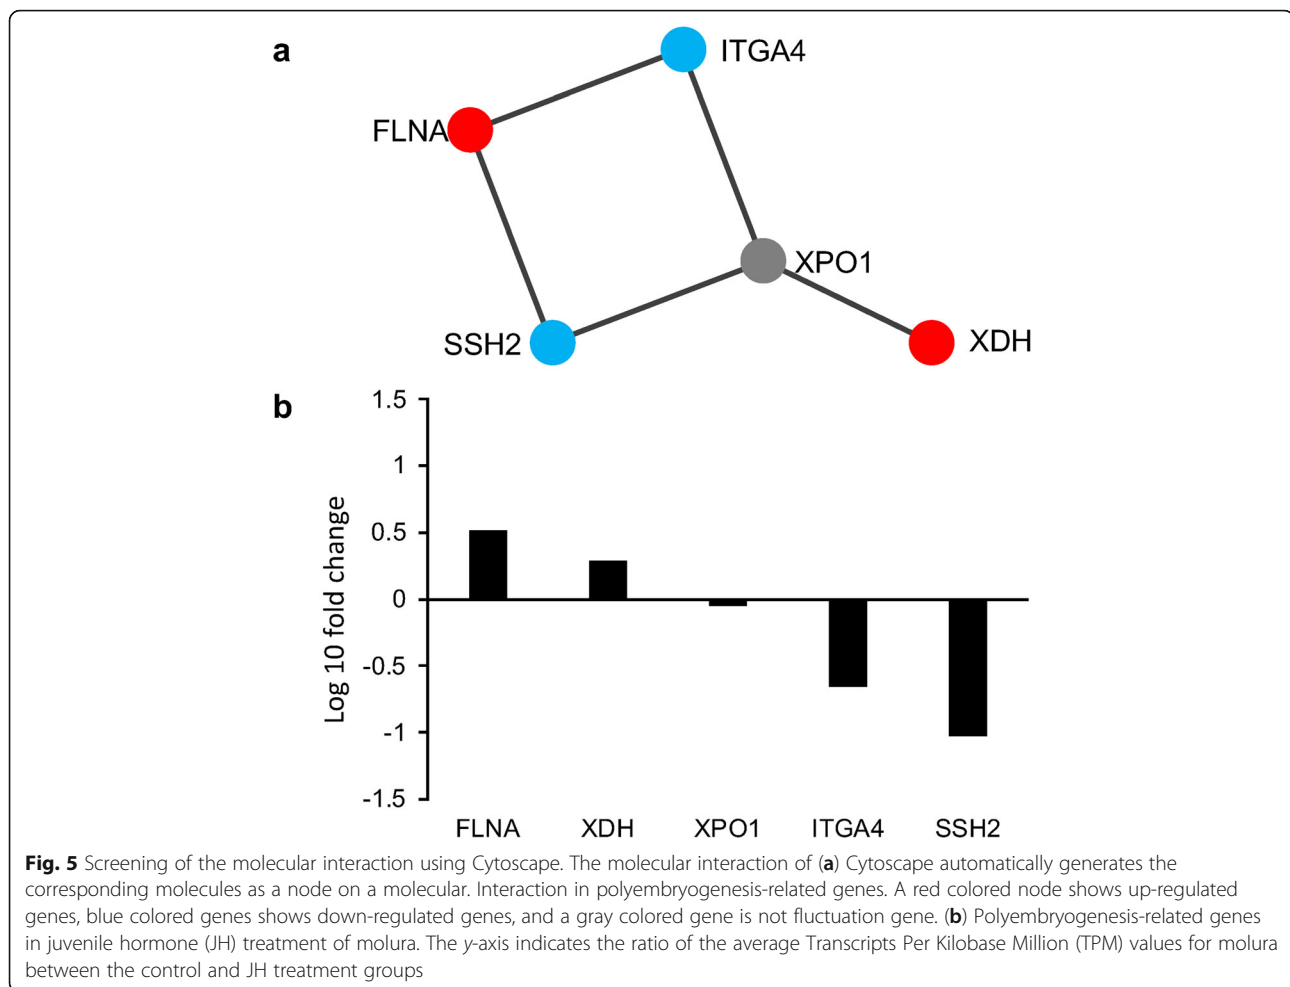 a
ITGA4
FLNA
XPO1
SSH2
XDH
b
1.5
1
0.5
0
-0.5
-1
-1.5
Log 10 fold change
FLNA XDH XPO1 ITGA4 SSH2
Fig. 5 Screening of the molecular interaction using Cytoscape. The molecular interaction of (a) Cytoscape automatically generates the
corresponding molecules as a node on a molecular. Interaction in polyembryogenesis-related genes. A red colored node shows up-regulated
genes, blue colored genes shows down-regulated genes, and a gray colored gene is not fluctuation gene. (b) Polyembryogenesis-related genes
in juvenile hormone (JH) treatment of molura. The y-axis indicates the ratio of the average Transcripts Per Kilobase Million (TPM) values for molura
between the control and JH treatment groups